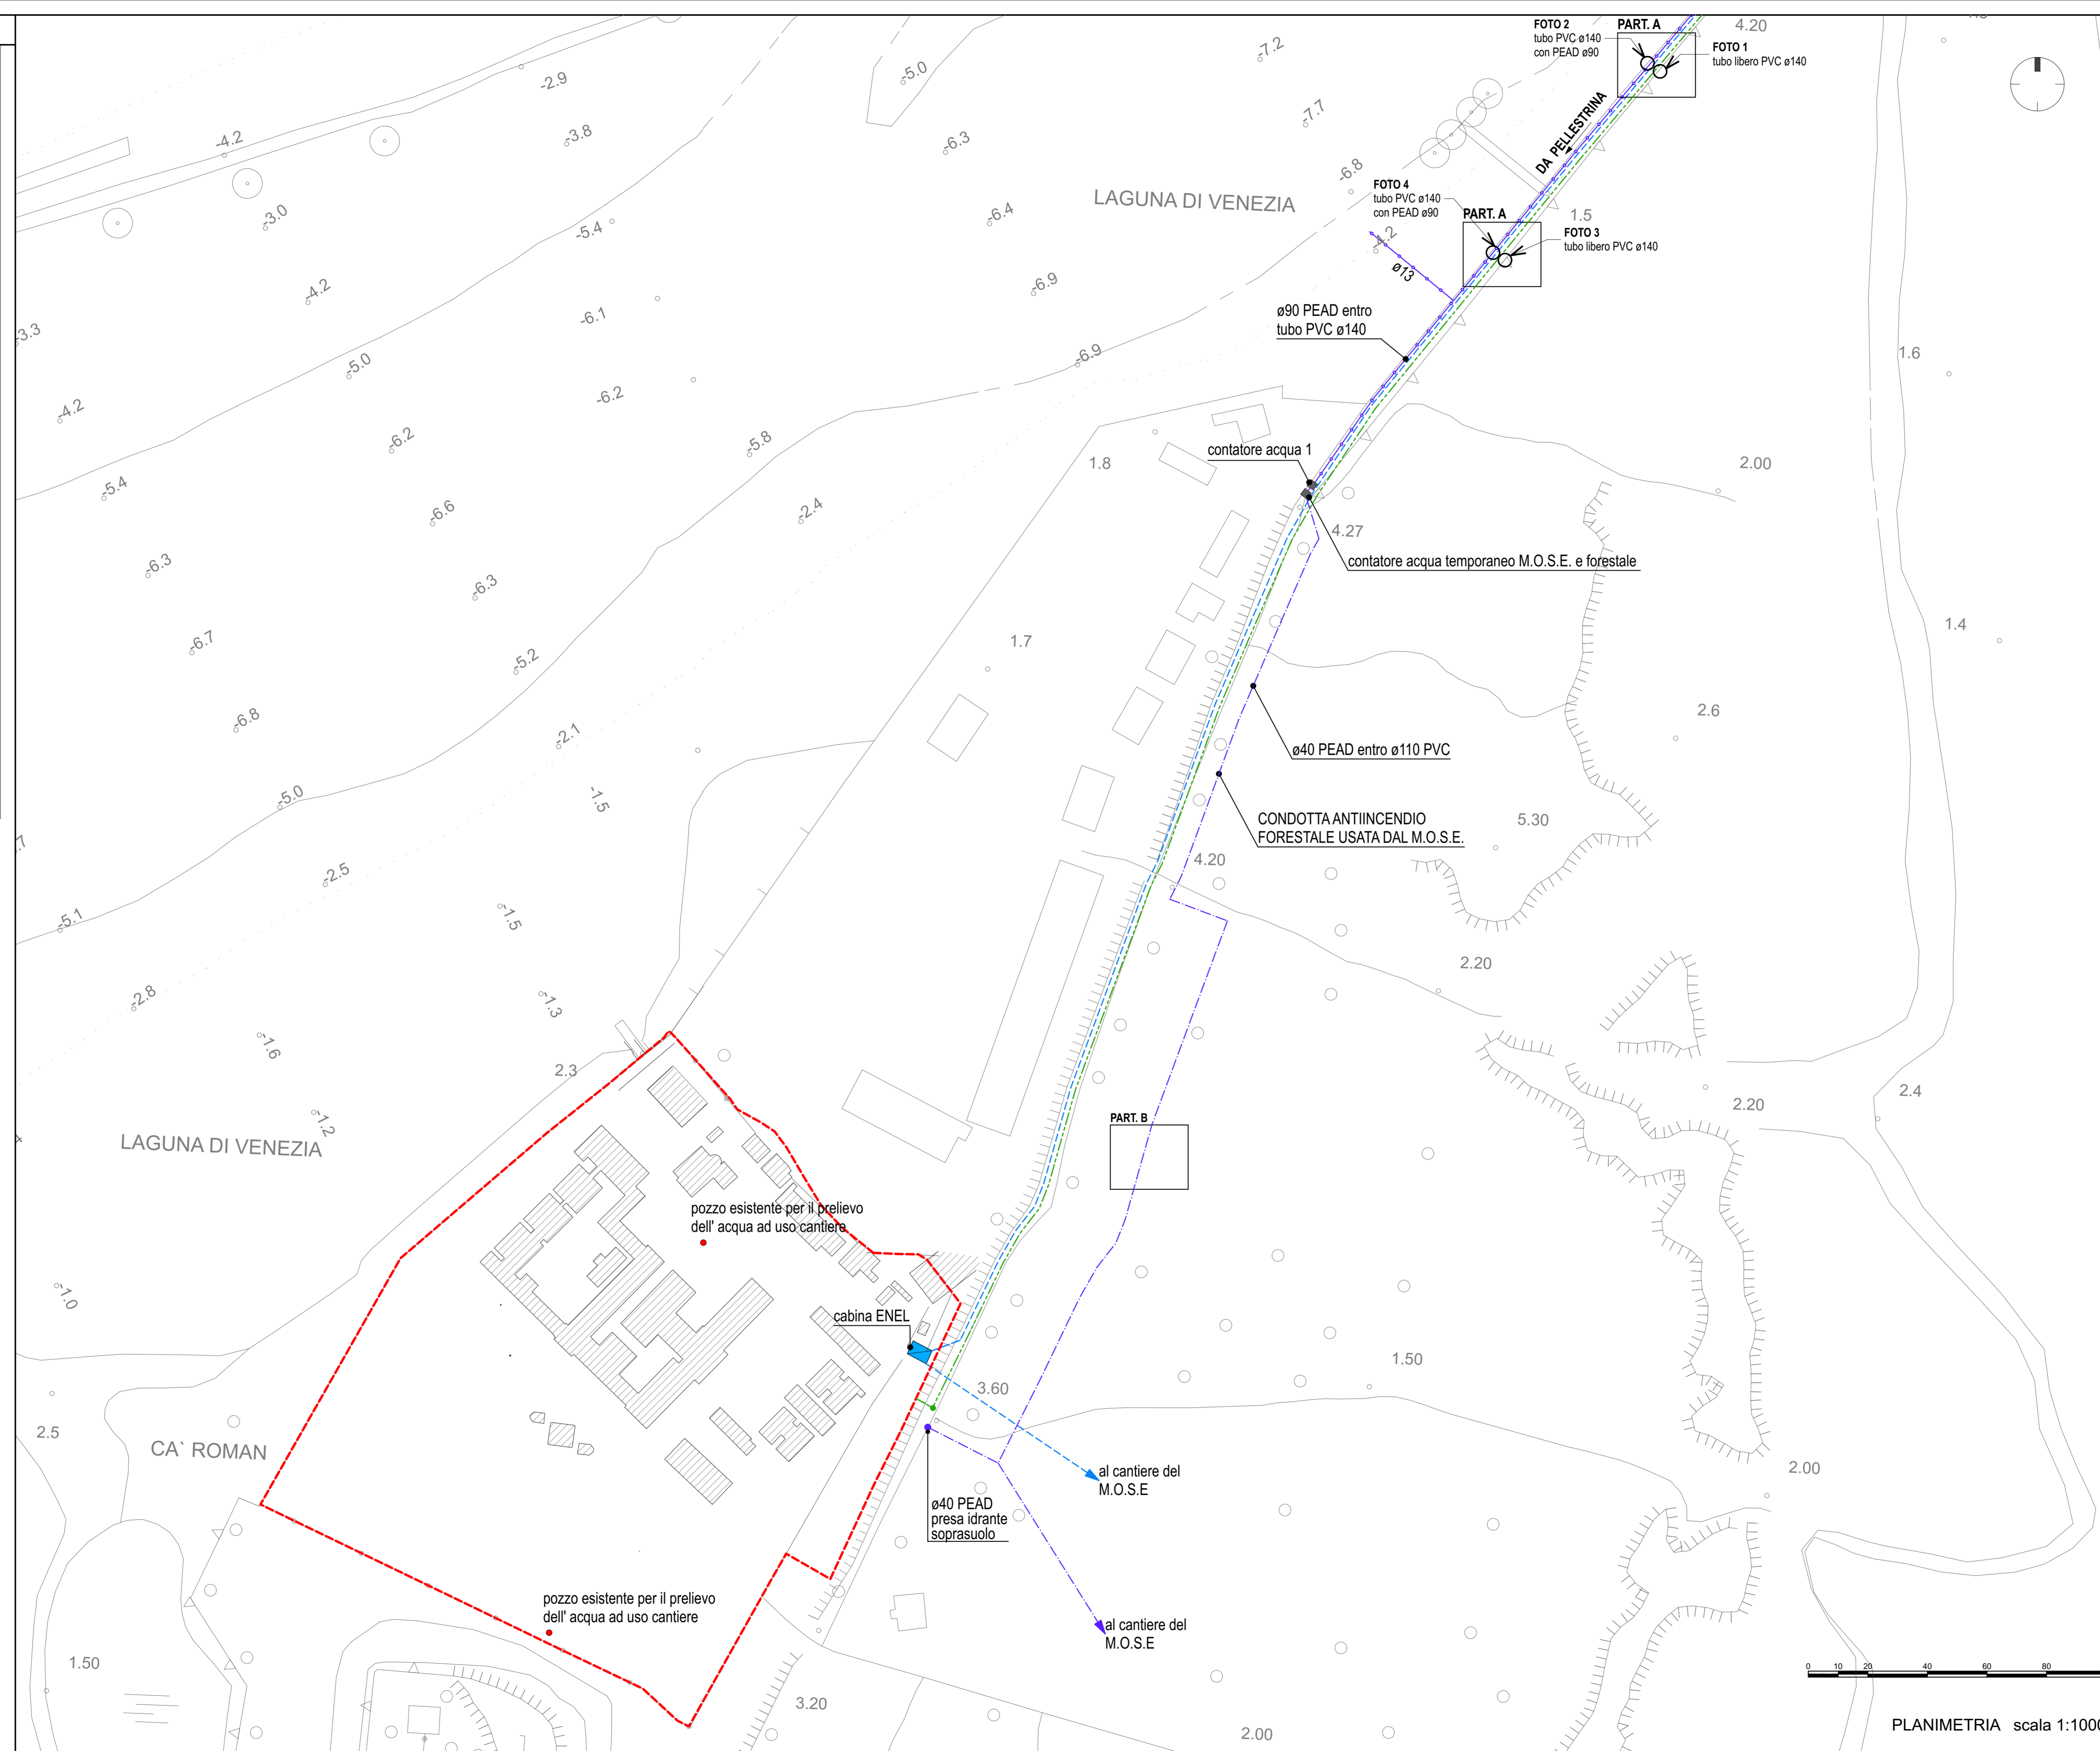 FOTO 2
tubo PVC ø140
con PEAD ø90
PART. A
FOTO 1
tubo libero PVC ø140
4.20
-7.2
-5.0
-2.9
-7.7
-4.2
-3.8
-6.3
DA PELLESTRINA
-6.8
LAGUNA DI VENEZIA
FOTO 4
tubo PVC ø140
con PEAD ø90
PART. A
1.5
FOTO 3
tubo libero PVC ø140
-3.0
-5.4
-6.4
-4.2
ø13
-4.2
-6.1
-6.9
ø90 PEAD entro
tubo PVC ø140
-3.3
-5.0
-6.9
1.6
-4.2
-6.2
-6.2
-5.8
contatore acqua 1
1.8
2.00
-5.4
-6.6
-2.4
4.27
contatore acqua temporaneo M.O.S.E. e forestale
-6.3
-6.3
-6.7
-5.2
1.7
1.4
-6.8
-2.1
2.6
ø40 PEAD entro ø110 PVC
-5.0
-1.5
CONDOTTA ANTIINCENDIO
FORESTALE USATA DAL M.O.S.E.
5.30
4.20
-2.5
-5.1
-1.5
2.20
-2.8
-1.3
-1.6
2.3
2.4
2.20
-1.2
PART. B
LAGUNA DI VENEZIA
pozzo esistente per il prelievo
dell' acqua ad uso cantiere
-1.0
cabina ENEL
1.50
3.60
2.5
CA` ROMAN
al cantiere del
M.O.S.E
2.00
ø40 PEAD
presa idrante
soprasuolo
pozzo esistente per il prelievo
dell' acqua ad uso cantiere
al cantiere del
M.O.S.E
1.50
0 10 20 40 60 80
3.20
2.00
PLANIMETRIA scala 1:1000